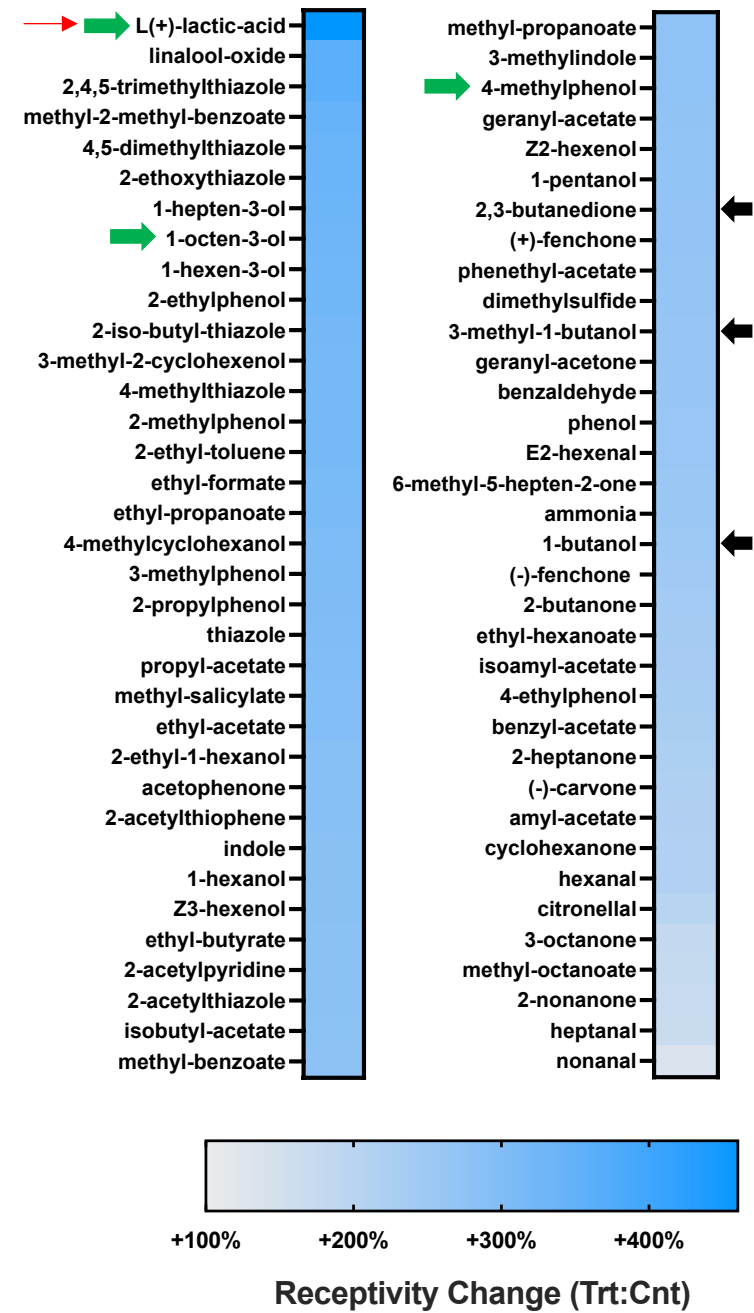 L(+)-lactic-acid
linalool-oxide
2,4,5-trimethylthiazole
methyl-2-methyl-benzoate
4,5-dimethylthiazole
2-ethoxythiazole
1-hepten-3-ol
1-octen-3-ol
1-hexen-3-ol
2-ethylphenol
2-iso-butyl-thiazole
3-methyl-2-cyclohexenol
4-methylthiazole
2-methylphenol
2-ethyl-toluene
ethyl-formate
ethyl-propanoate
4-methylcyclohexanol
3-methylphenol
2-propylphenol
thiazole
propyl-acetate
methyl-salicylate
ethyl-acetate
2-ethyl-1-hexanol
acetophenone
2-acetylthiophene
indole
1-hexanol
Z3-hexenol
ethyl-butyrate
2-acetylpyridine
2-acetylthiazole
isobutyl-acetate
methyl-benzoate
methyl-propanoate
3-methylindole
4-methylphenol
geranyl-acetate
Z2-hexenol
1-pentanol
2,3-butanedione
(+)-fenchone
phenethyl-acetate
dimethylsulfide
3-methyl-1-butanol
geranyl-acetone
benzaldehyde
phenol
E2-hexenal
6-methyl-5-hepten-2-one
ammonia
1-butanol
(-)-fenchone
2-butanone
ethyl-hexanoate
isoamyl-acetate
4-ethylphenol
benzyl-acetate
2-heptanone
(-)-carvone
amyl-acetate
cyclohexanone
hexanal
citronellal
3-octanone
methyl-octanoate
2-nonanone
heptanal
nonanal
+100% +200% +300% +400%
Receptivity Change (Trt:Cnt)